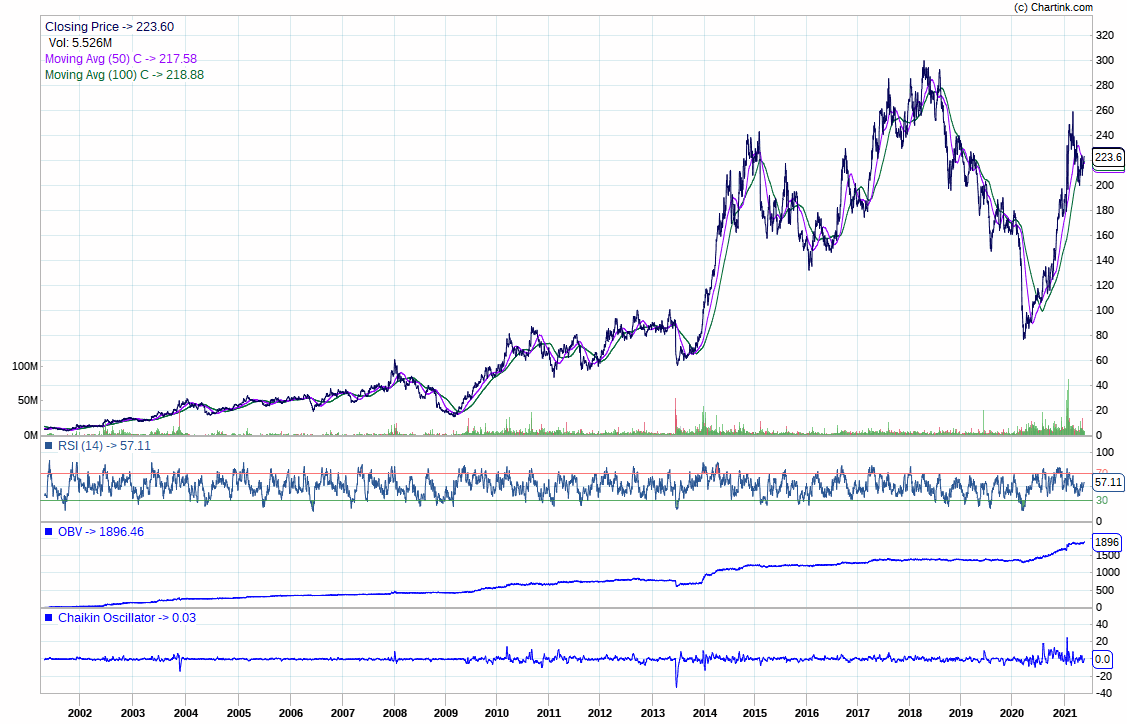 (c) Chartink.com
Closing Price -> 223.60
Vol: 5.526M
Moving Avg (50) C -> 217.58
Moving Avg (100) C -> 218.88
320
300
280
260
240
223.6
200
180
160
140
120
100
80
60
40
20
0
100M
50M
0M
RSI (14) -> 57.11
100
70
57.11
30
0
OBV -> 1896.46
1896
1500
1000
500
0
Chaikin Oscillator -> 0.03
40
20
0.0
-20
-40
2002 2003 2004 2005 2006 2007 2008 2009 2010 2011 2012 2013 2014 2015 2016 2017 2018 2019 2020 2021